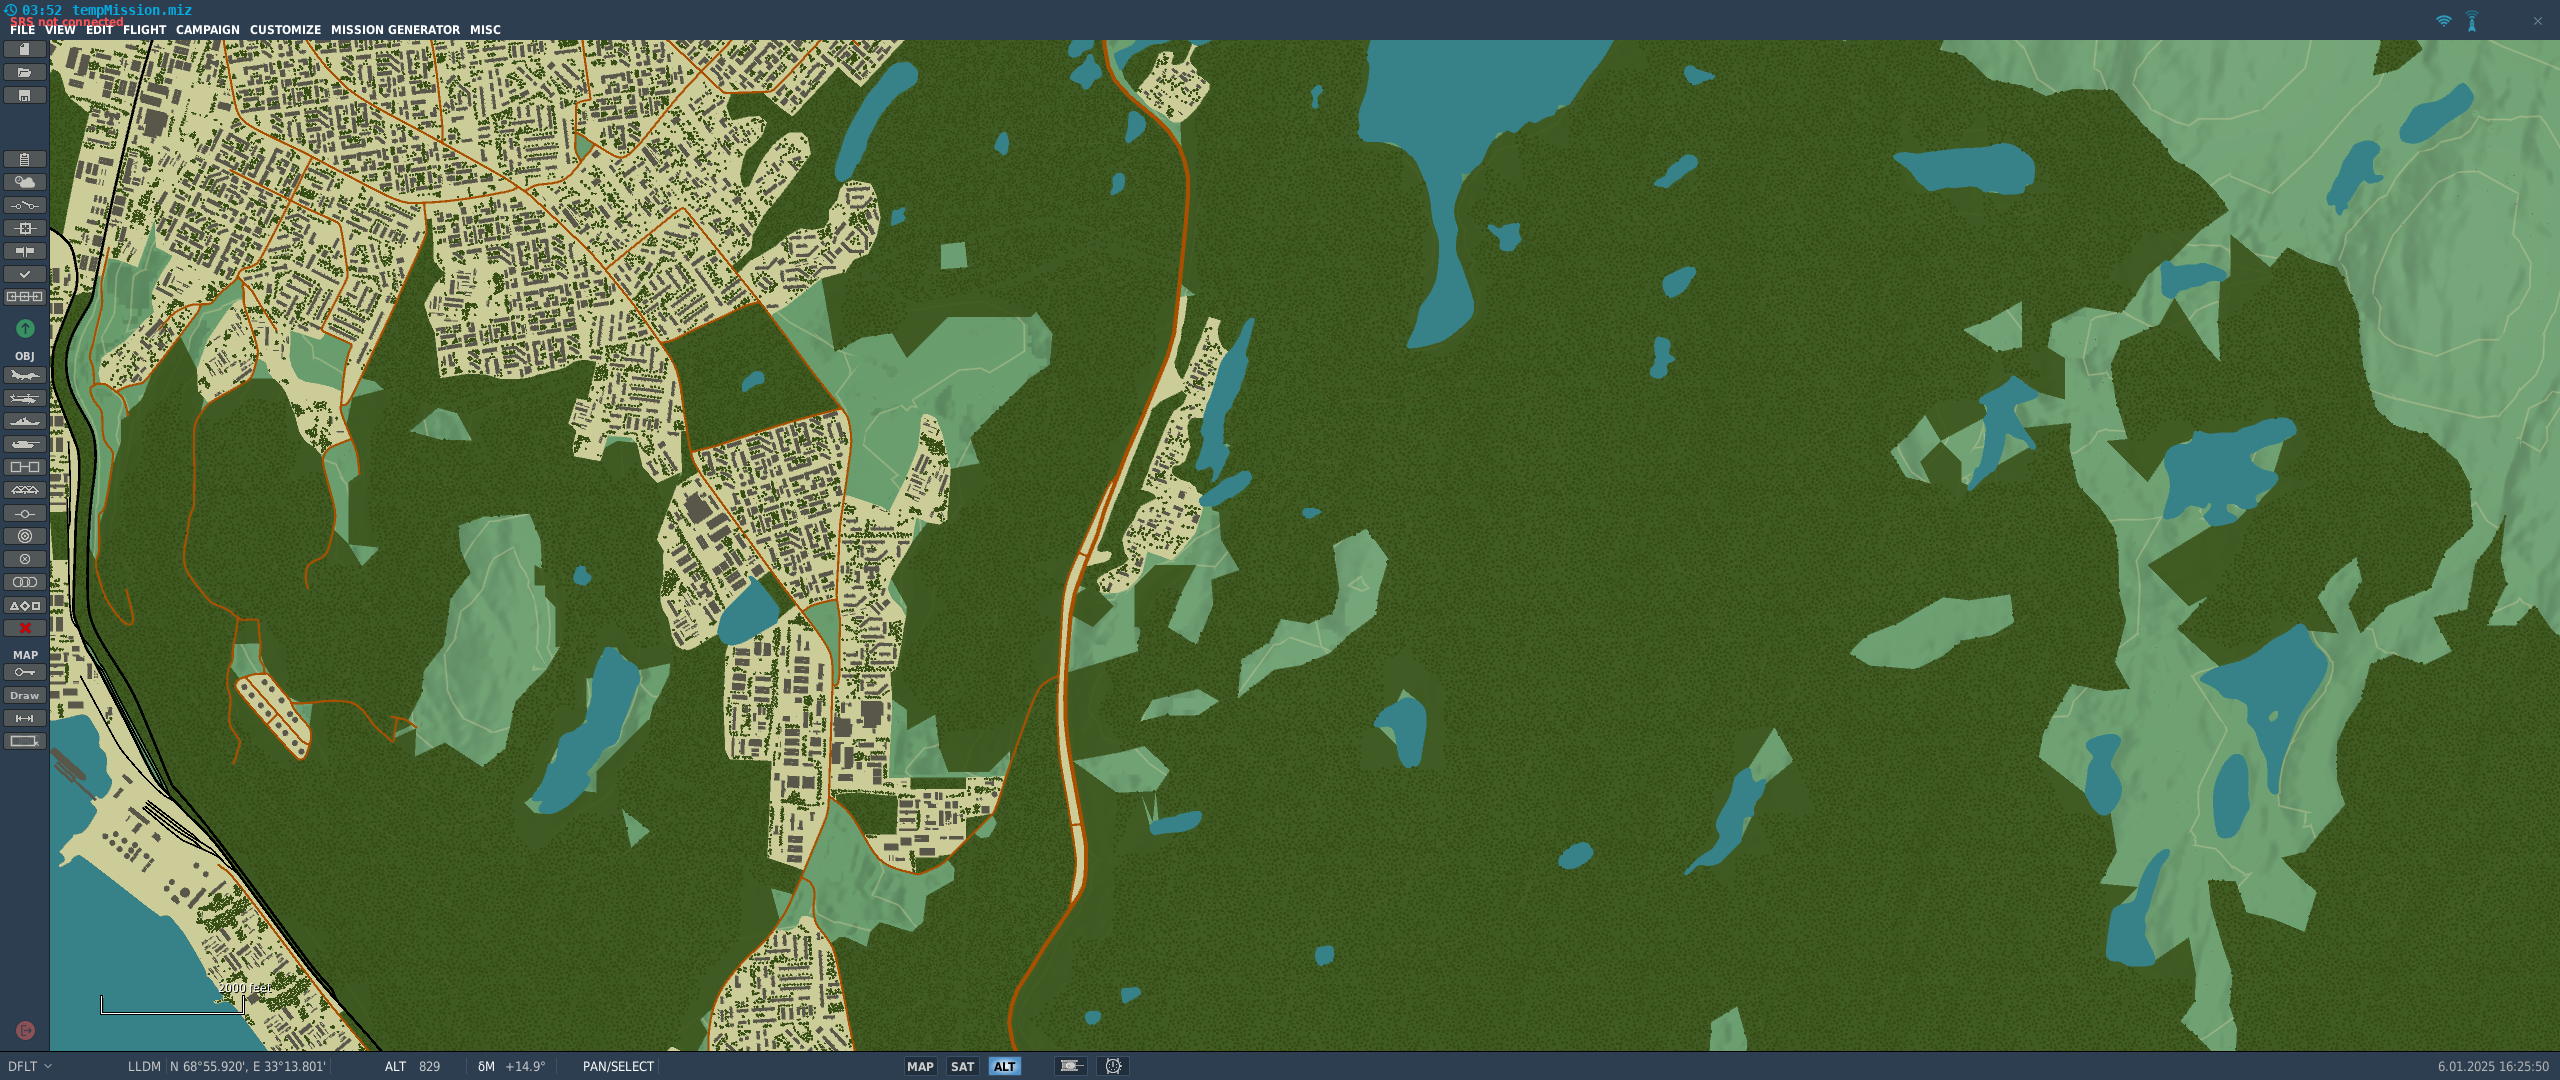 03:52 tempMission.miz
SRS not connected
FILE VIEW EDIT FLIGHT CAMPAIGN CUSTOMIZE MISSION GENERATOR MISC
OBJ
MAP
Draw
2000 feet
DFLT LLDM N 68°55.920', E 33°13.801' ALT 829 δM +14.9° PAN/SELECT MAP SAT ALT 6.01.2025 16:25:50